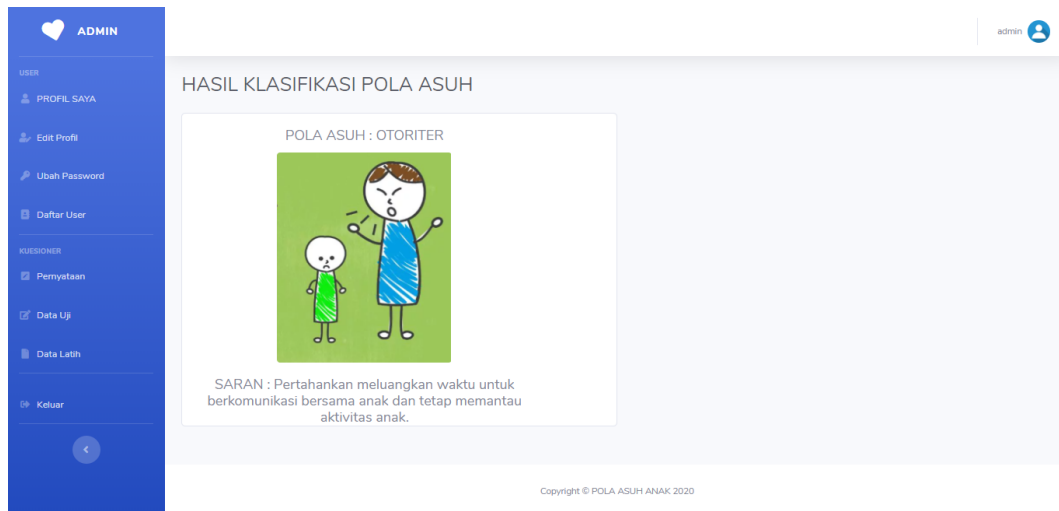 ADMIN
admin
USER
PROFIL SAYA
Edit Profil
Ubah Password
Daftar User
KUESIONER
Pernyataan
Data Uji
Data Latih
Keluar
HASIL KLASIFIKASI POLA ASUH
POLA ASUH : OTORITER
SARAN : Pertahankan meluangkan waktu untuk
berkomunikasi bersama anak dan tetap memantau
aktivitas anak.
Copyright © POLA ASUH ANAK 2020